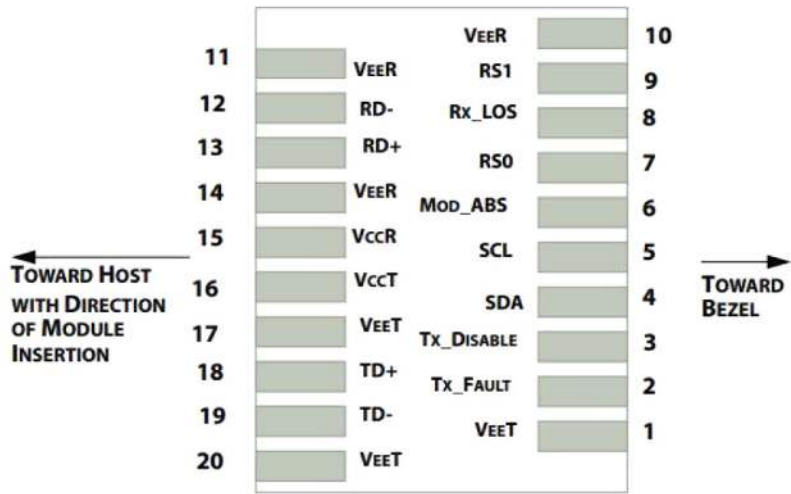 VEER 10
11 VEER
RS1 9
12 RD-
RX_LOS 8
13 RD+
RS0 7
14 VEER
MOD_ABS 6
15 VCCR
SCL 5
TOWARD HOST
WITH DIRECTION
OF MODULE
INSERTION
TOWARD
BEZEL
16 VCCT
SDA 4
17 VEET
TX_DISABLE 3
18 TD+
TX_FAULT 2
19 TD-
VEET 1
20 VEET